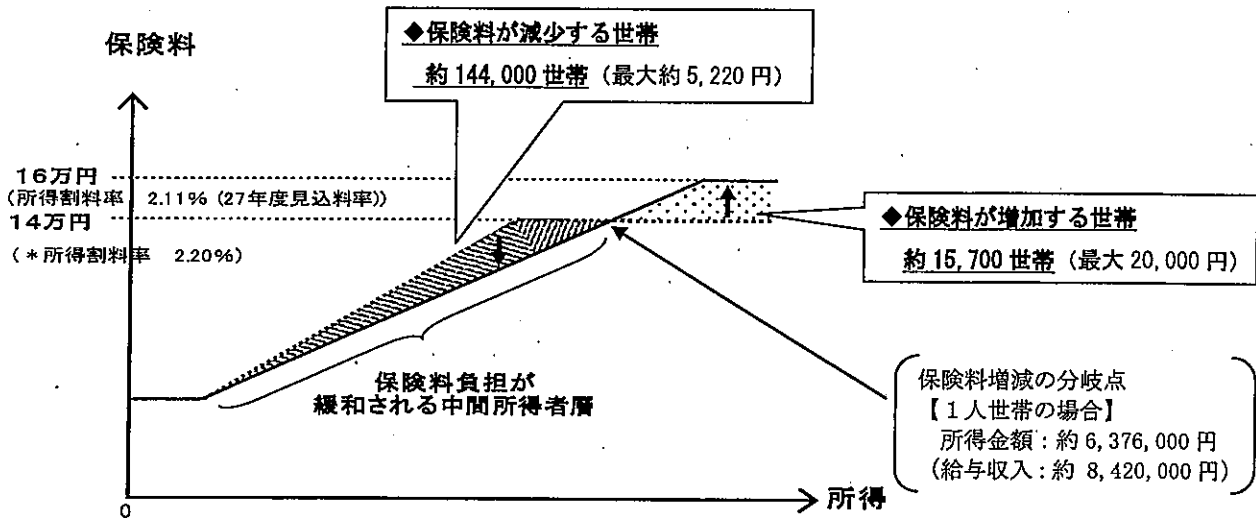 保険料
◆保険料が減少する世帯
約 144,000 世帯 (最大約 5,220 円)
16万円
(所得割料率 2.11% (27年度見込料率))
14万円
(*所得割料率 2.20%)
◆保険料が増加する世帯
約 15,700 世帯 (最大 20,000 円)
保険料負担が
緩和される中間所得者層
保険料増減の分岐点
【1人世帯の場合】
所得金額：約 6,376,000 円
(給与収入：約 8,420,000 円)
所得
0